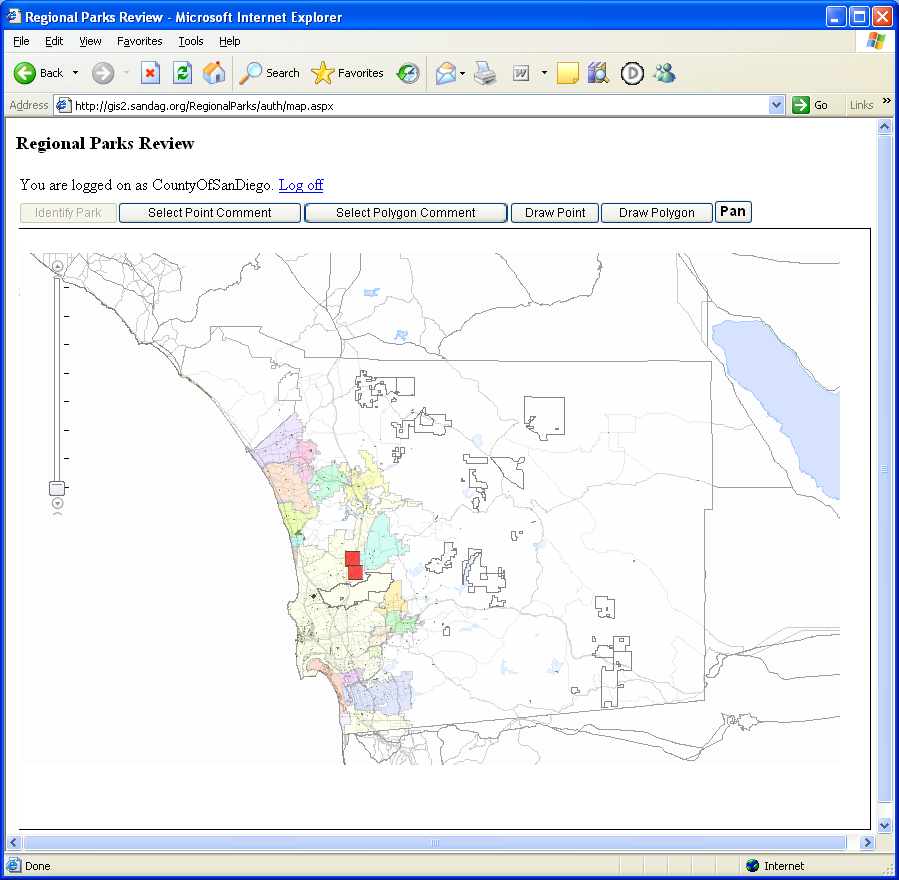 Regional Parks Review - Microsoft Internet Explorer
File Edit View Favorites Tools Help
Back Search Favorites W D
Address http://gis2.sandag.org/RegionalParks/auth/map.aspx Go Links »
Regional Parks Review
You are logged on as CountyOfSanDiego. Log off
Identify Park Select Point Comment Select Polygon Comment Draw Point Draw Polygon Pan
Done Internet